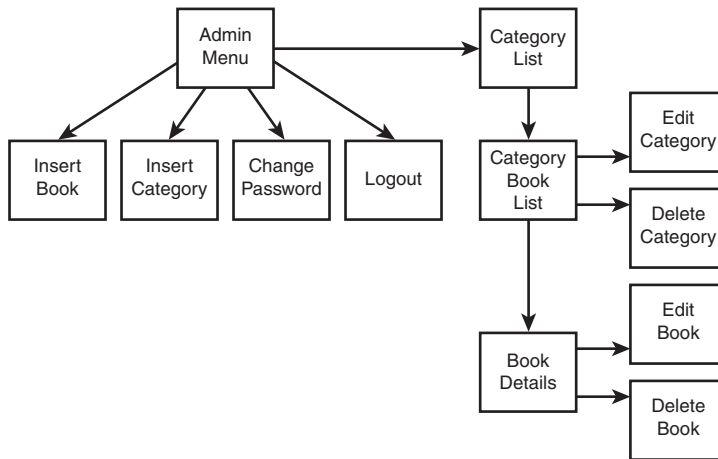 Admin
Menu
Category
List
Insert
Book
Insert
Category
Change
Password
Logout
Category
Book
List
Edit
Category
Delete
Category
Book
Details
Edit
Book
Delete
Book